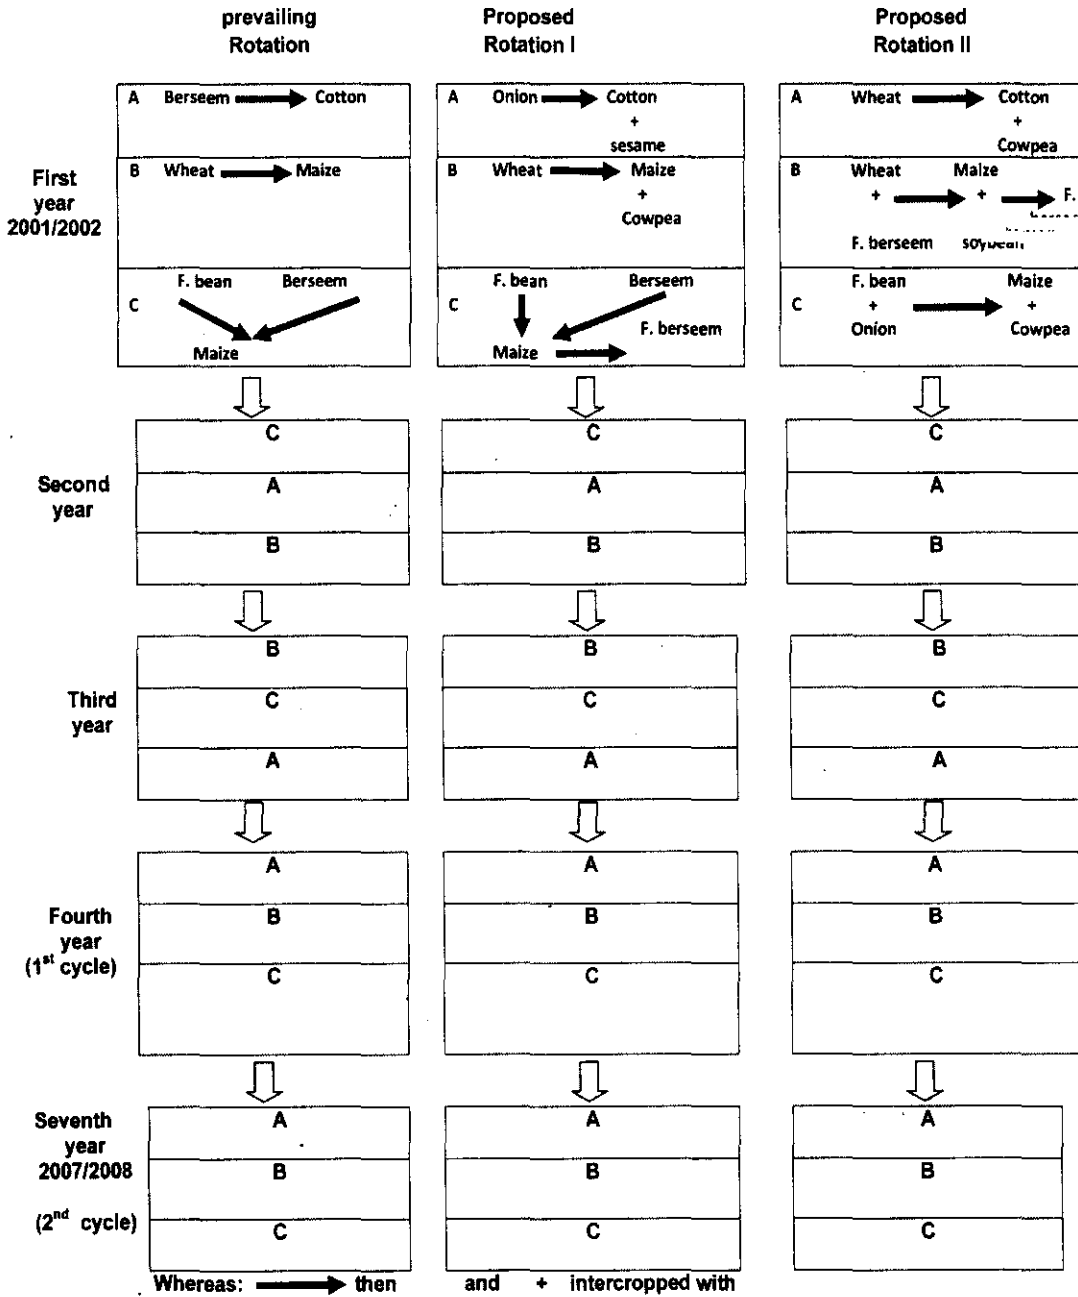 prevailing
Rotation
Proposed
Rotation I
Proposed
Rotation II
First
year
2001/2002
A Berseem Cotton
B Wheat Maize
F. bean Berseem
C
Maize
A Onion Cotton
+
sesame
B Wheat Maize
+
Cowpea
F. bean Berseem
C
F. berseem
Maize
A Wheat Cotton
+
Cowpea
B Wheat Maize
+ + F.
F. berseem soybean
F. bean Maize
C + +
Onion Cowpea
Second
year
C C C
A A A
B B B
Third
year
B B B
C C C
A A A
Fourth
year
(1st cycle)
A A A
B B B
C C C
Seventh
year
2007/2008
(2nd cycle)
A A A
B B B
C C C
Whereas: then and + intercropped with